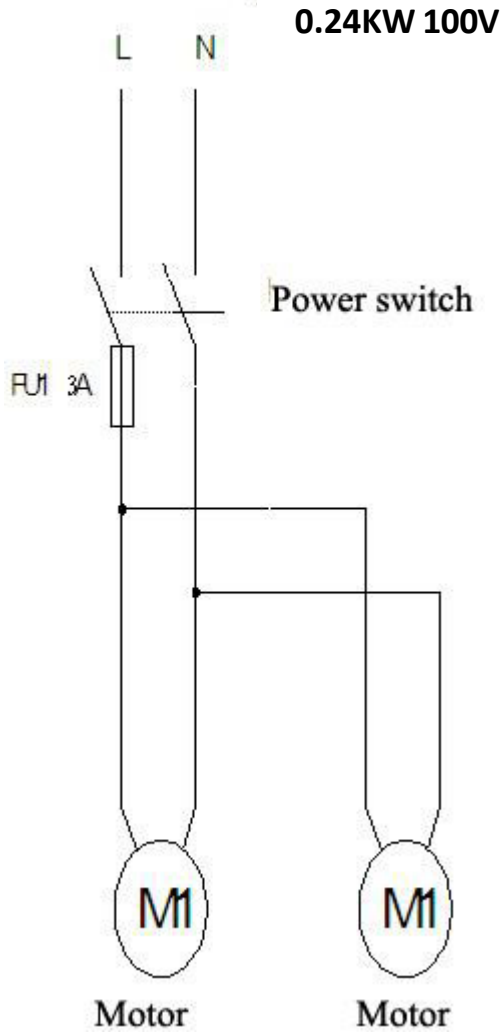 0.24KW 100V
L N
Power switch
FU1 3A
M1 M1
Motor Motor